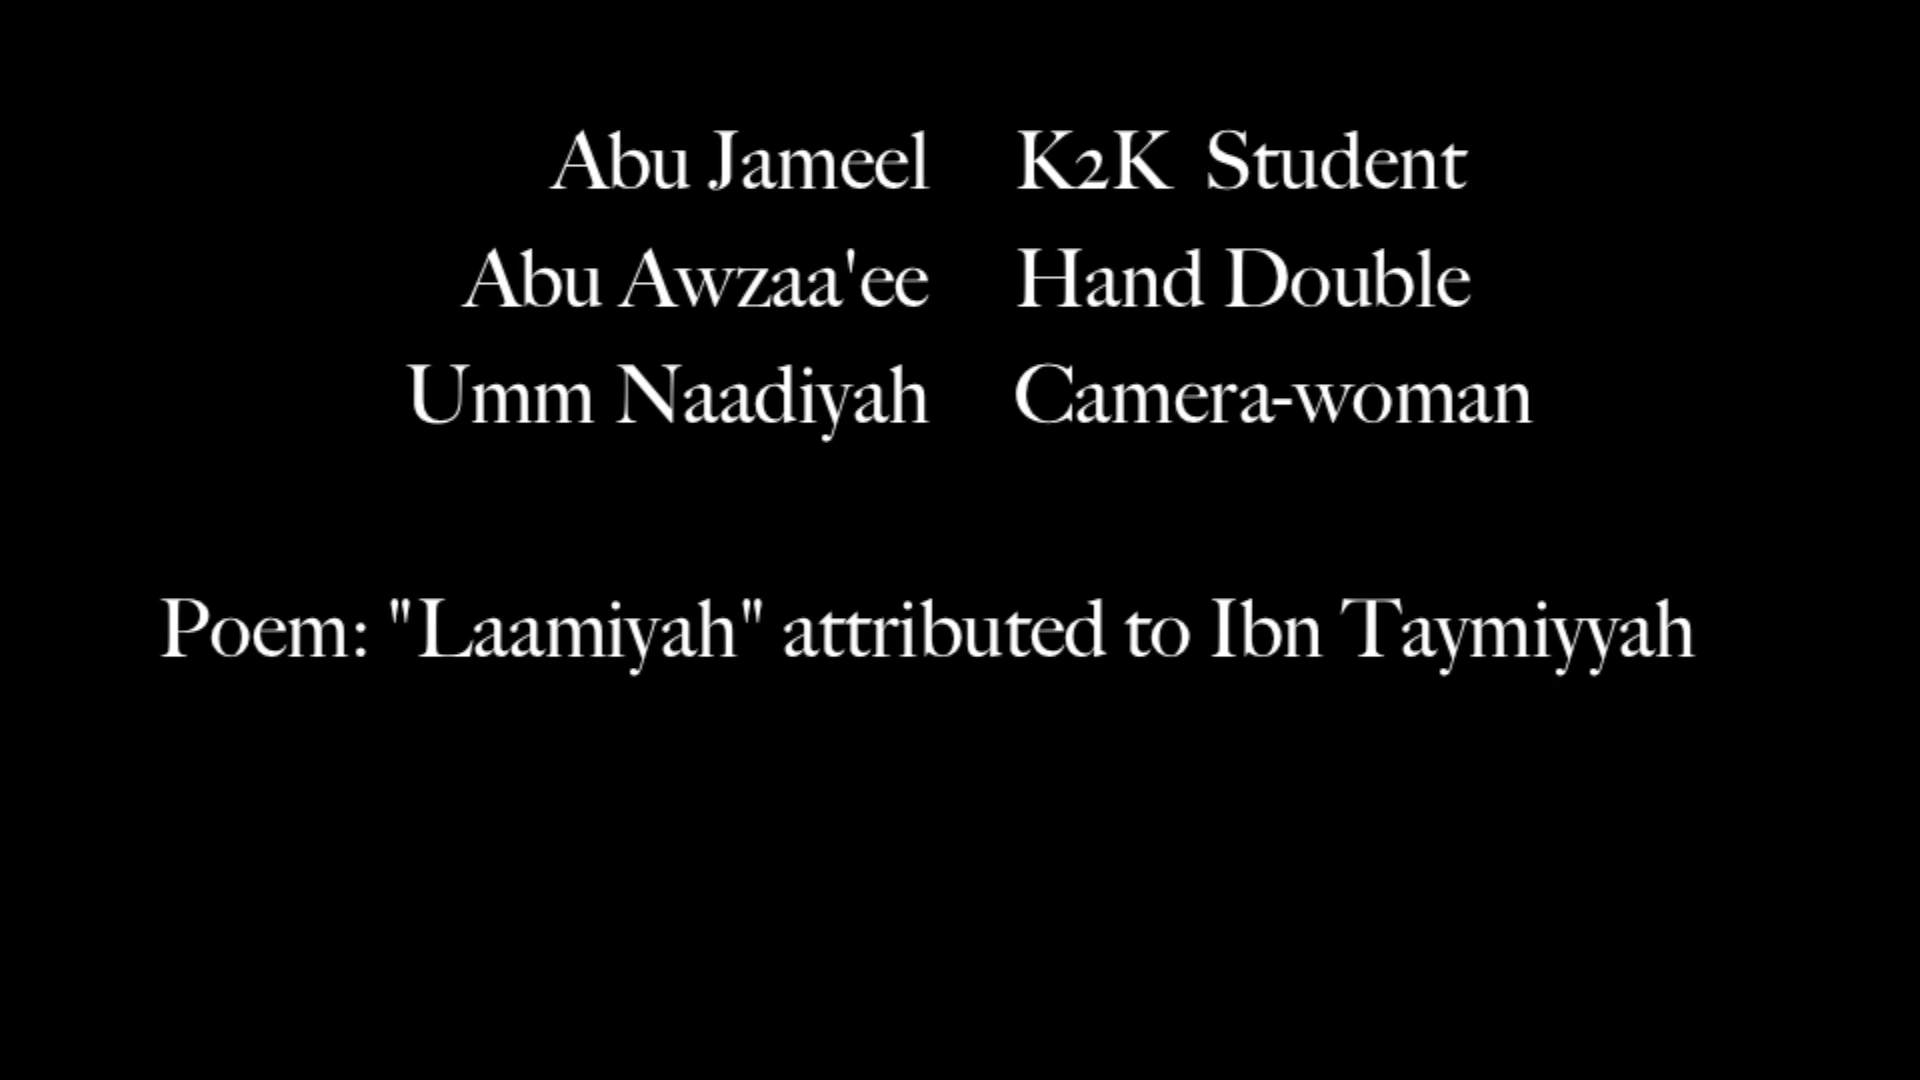 Abu Jameel K2K Student
Abu Awzaa'ee Hand Double
Umm Naadiyah Camera-woman
Poem: "Laamiyah" attributed to Ibn Taymiyyah